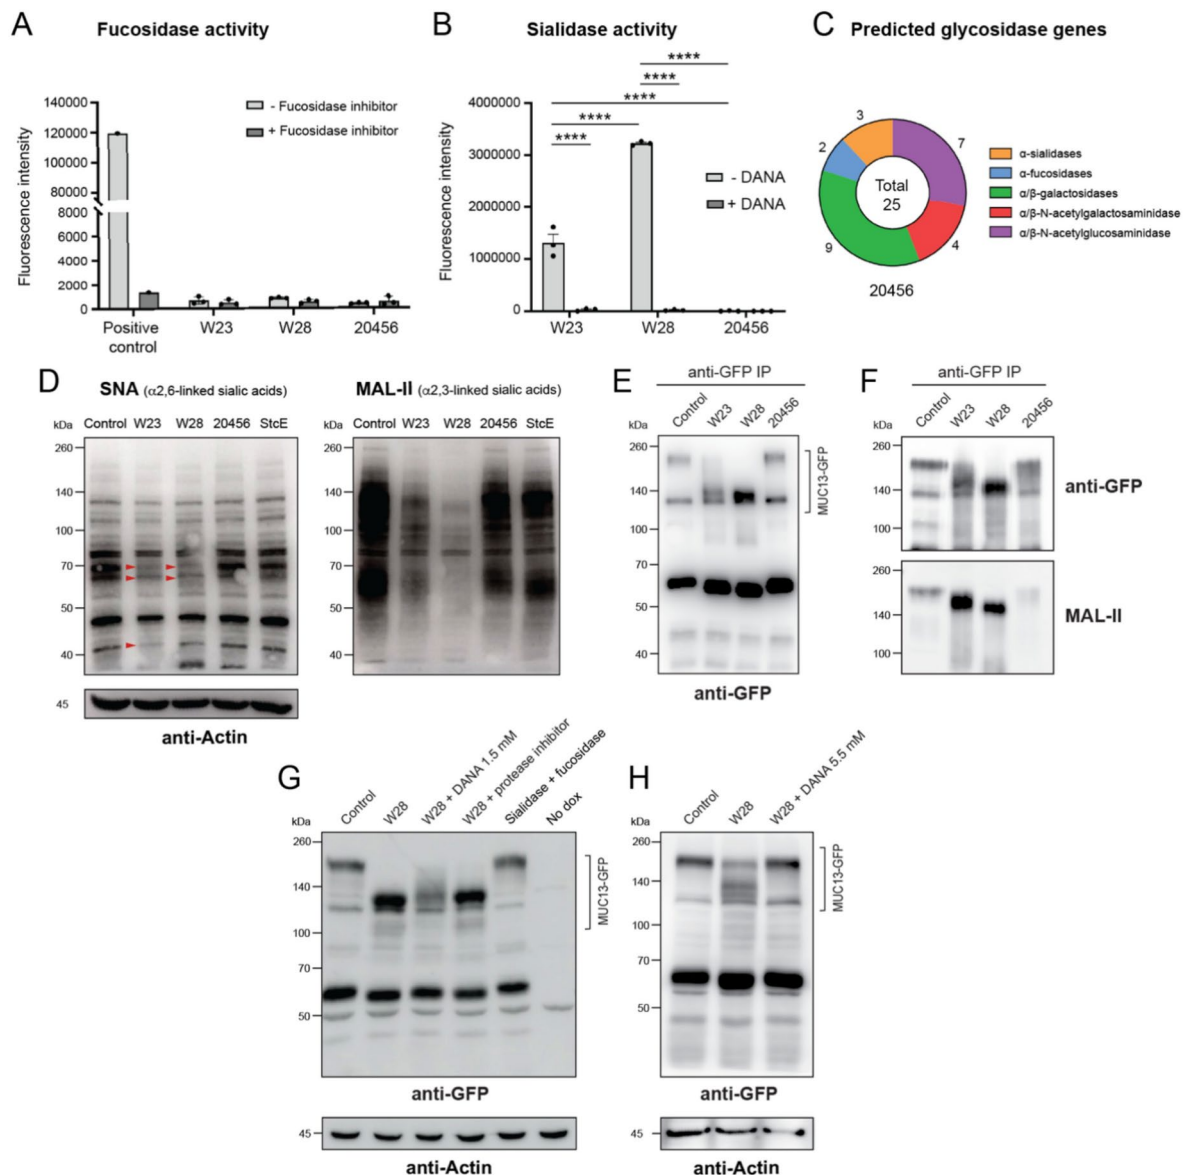 A Fucosidase activity
Fluorescence intensity
140000
120000
100000
80000
8000
6000
4000
2000
0
- Fucosidase inhibitor
+ Fucosidase inhibitor
Positive control W23 W28 20456
B Sialidase activity
Fluorescence intensity
4000000
3000000
2000000
1000000
0
****
****
****
****
****
- DANA
+ DANA
W23 W28 20456
C Predicted glycosidase genes
3
7
2
4
9
Total
25
20456
α-sialidases
α-fucosidases
α/β-galactosidases
α/β-N-acetylgalactosaminidase
α/β-N-acetylglucosaminidase
D SNA (α2,6-linked sialic acids)
kDa Control W23 W28 20456 StcE
260
140
100
70
50
40
45
anti-Actin
MAL-II (α2,3-linked sialic acids)
kDa Control W23 W28 20456 StcE
260
140
100
70
50
40
E anti-GFP IP
kDa Control W23 W28 20456
260
140
100
70
50
40
MUC13-GFP
anti-GFP
F anti-GFP IP
kDa Control W23 W28 20456
260
140
100
anti-GFP
260
140
100
MAL-II
G
kDa Control W28 W28 + DANA 1.5 mM W28 + protease inhibitor Sialidase + fucosidase No dox
260
140
100
70
50
MUC13-GFP
anti-GFP
45
anti-Actin
H
kDa Control W28 W28 + DANA 5.5 mM
260
140
100
70
50
MUC13-GFP
anti-GFP
45
anti-Actin